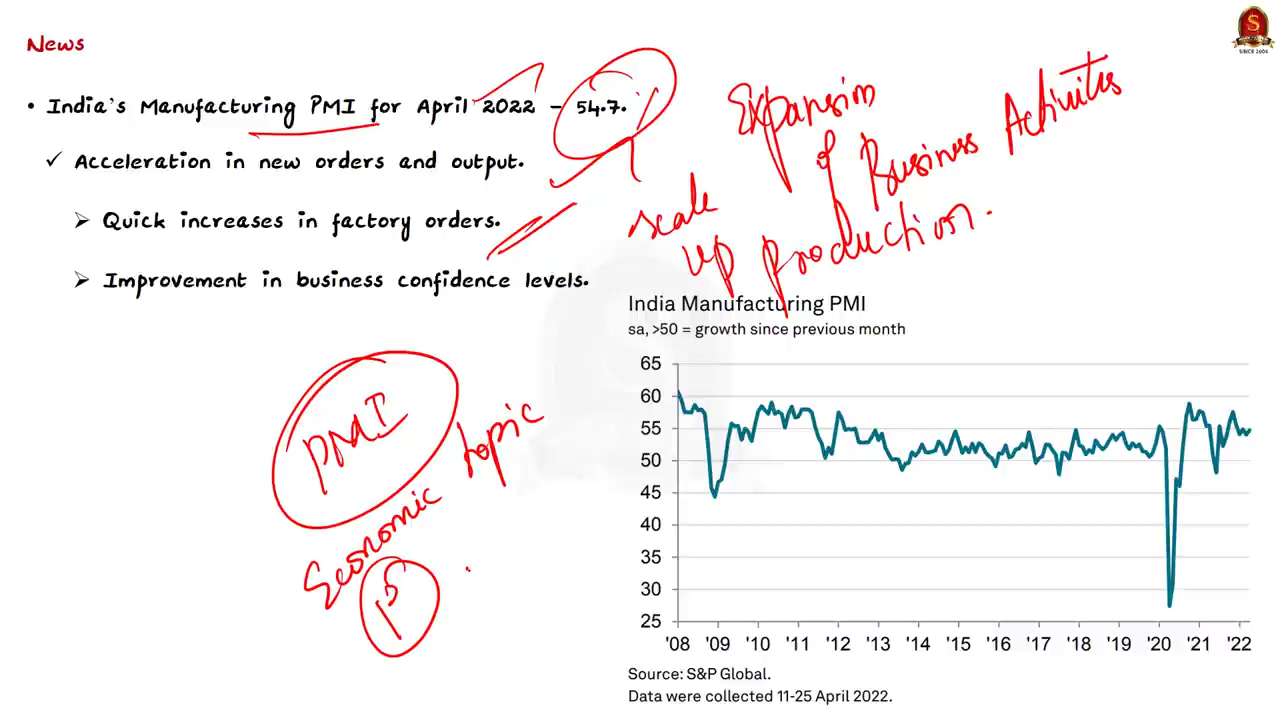 News
SINCE 2004
• India's Manufacturing PMI for April 2022 – 54.7.
✓ Acceleration in new orders and output.
➢ Quick increases in factory orders.
➢ Improvement in business confidence levels.
Expansion
of Business Activities
scale
up production.
PMI
Economic topic
India Manufacturing PMI
sa, >50 = growth since previous month
65
60
55
50
45
40
35
30
25
'08 '09 '10 '11 '12 '13 '14 '15 '16 '17 '18 '19 '20 '21 '22
Source: S&P Global.
Data were collected 11-25 April 2022.